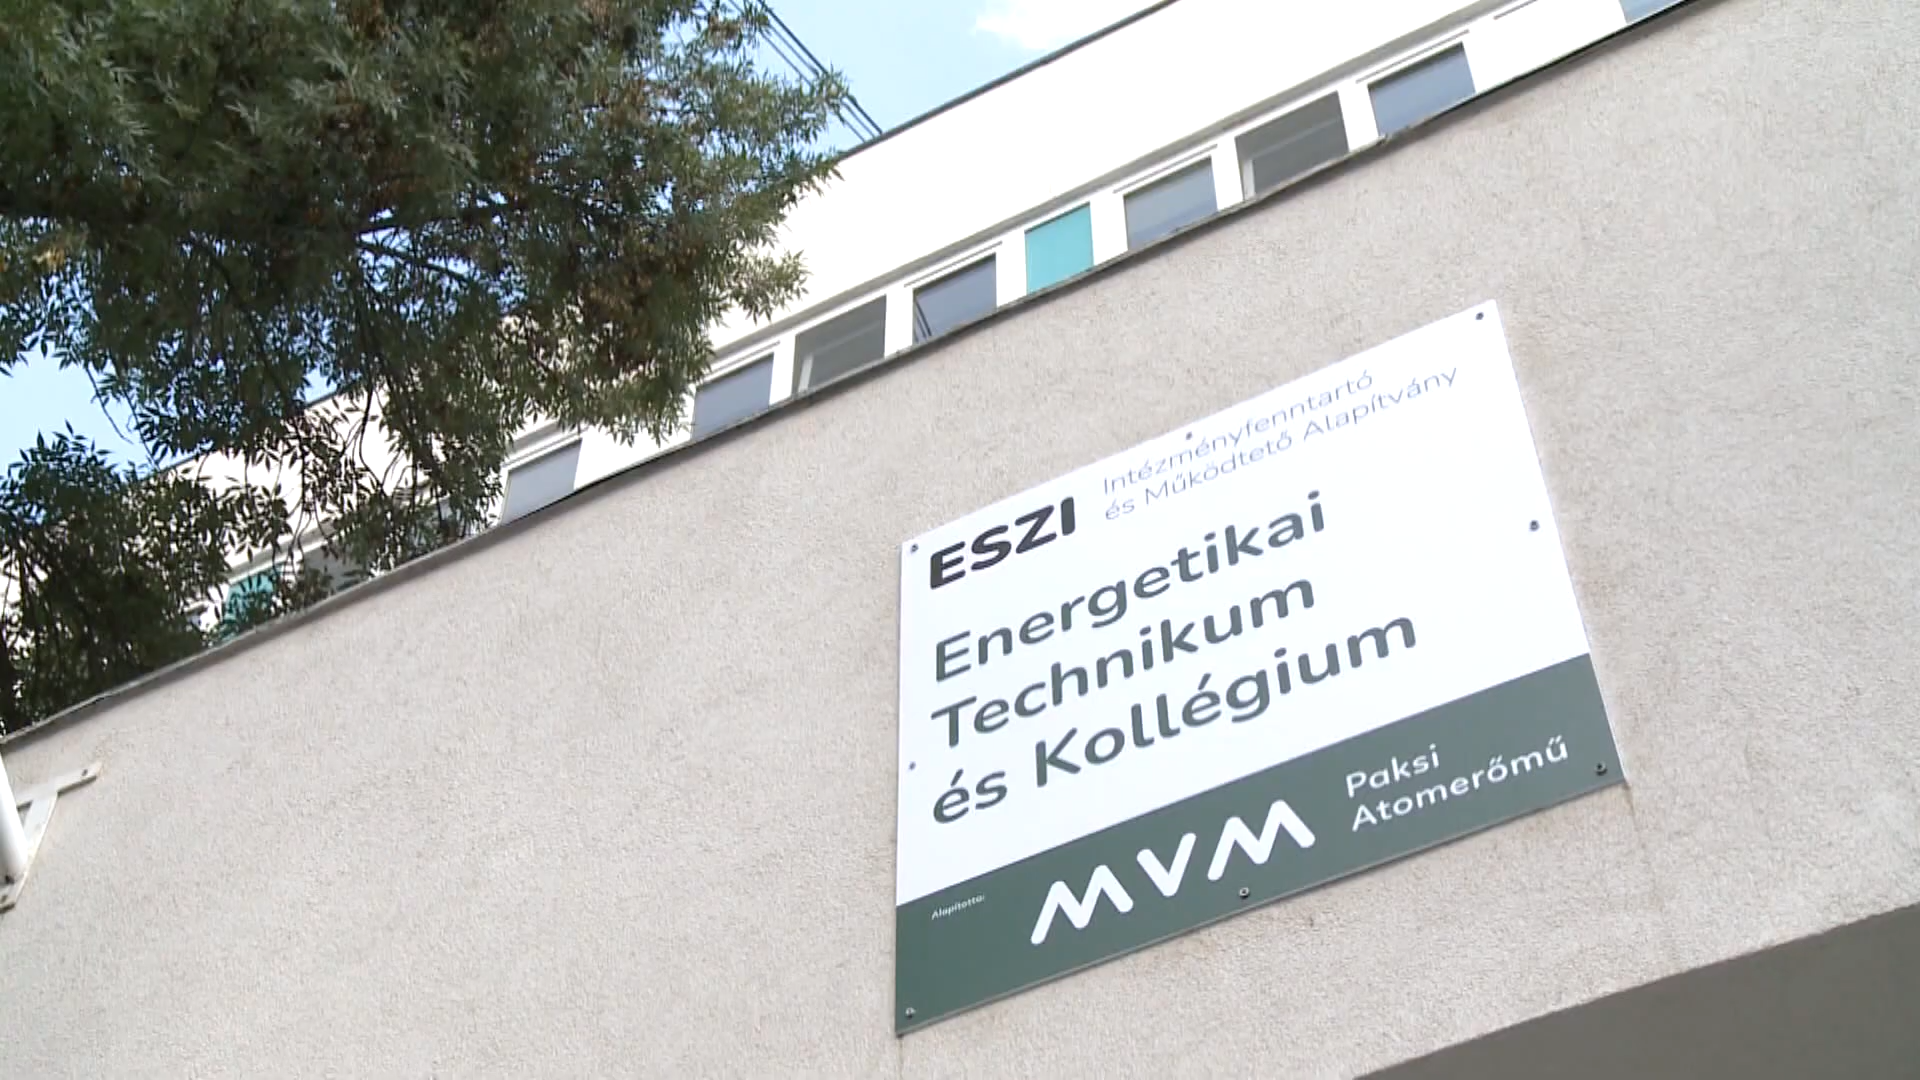 ESZI
Intézményfenntartó
és Működtető Alapítvány
Energetikai
Technikum
és Kollégium
Alapította:
MVM
Paksi
Atomerőmű